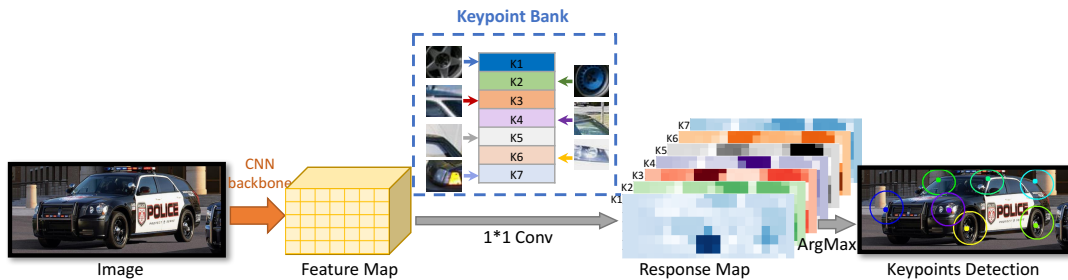 Keypoint Bank
K1
K2
K3
K4
K5
K6
K7
CNN
backbone
1*1 Conv
K7
K6
K5
K4
K3
K2
K1
ArgMax
POLICE
POLICE
Image
Feature Map
Response Map
Keypoints Detection